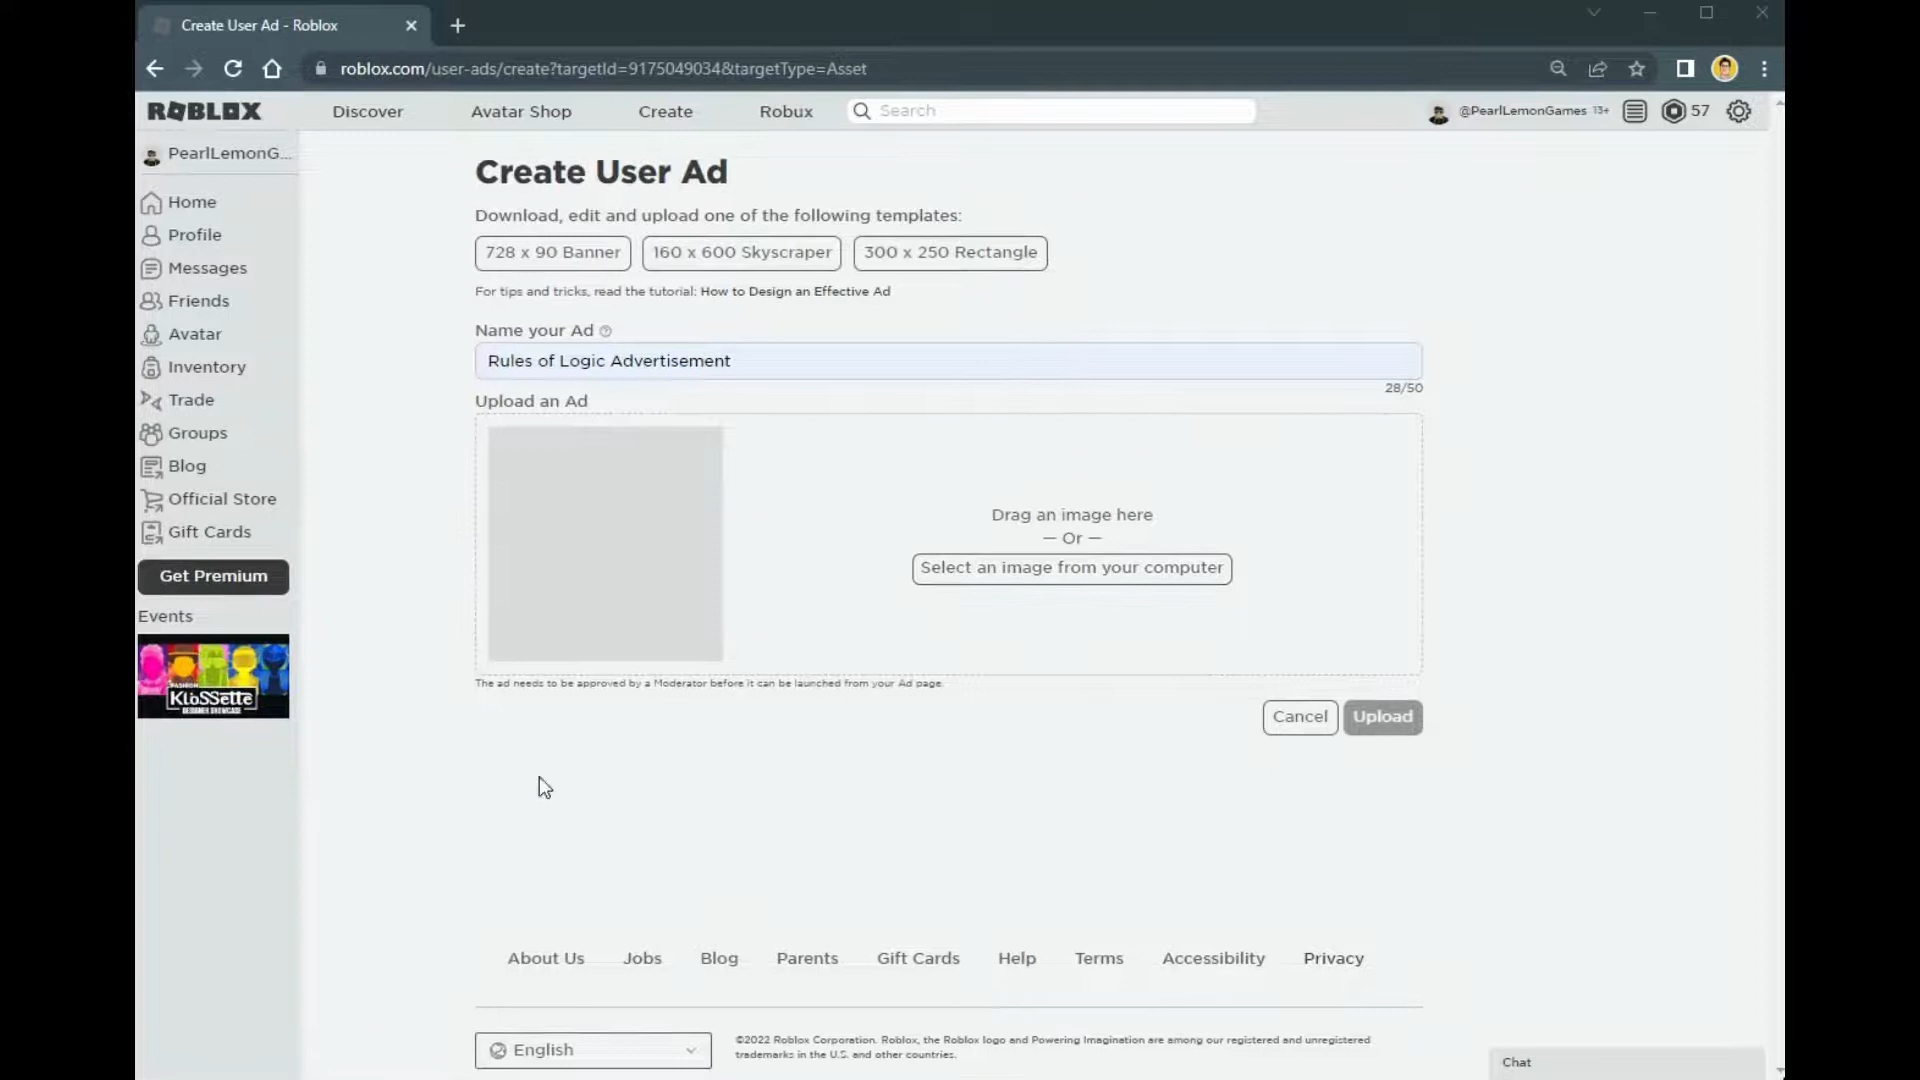 Create User Ad - Roblox
roblox.com/user-ads/create?targetId=9175049034&targetType=Asset
ROBLOX
Discover
Avatar Shop
Create
Robux
Search
@PearlLemonGames 13+
57
PearlLemonG...
Home
Profile
Messages
Friends
Avatar
Inventory
Trade
Groups
Blog
Official Store
Gift Cards
Get Premium
Events
FASHION
KLOSSETTE
DESIGNER SHOWCASE
Create User Ad
Download, edit and upload one of the following templates:
728 x 90 Banner
160 x 600 Skyscraper
300 x 250 Rectangle
For tips and tricks, read the tutorial: How to Design an Effective Ad
Name your Ad
Rules of Logic Advertisement
28/50
Upload an Ad
Drag an image here
— Or —
Select an image from your computer
The ad needs to be approved by a Moderator before it can be launched from your Ad page.
Cancel
Upload
About Us
Jobs
Blog
Parents
Gift Cards
Help
Terms
Accessibility
Privacy
English
©2022 Roblox Corporation. Roblox, the Roblox logo and Powering Imagination are among our registered and unregistered
trademarks in the U.S. and other countries.
Chat